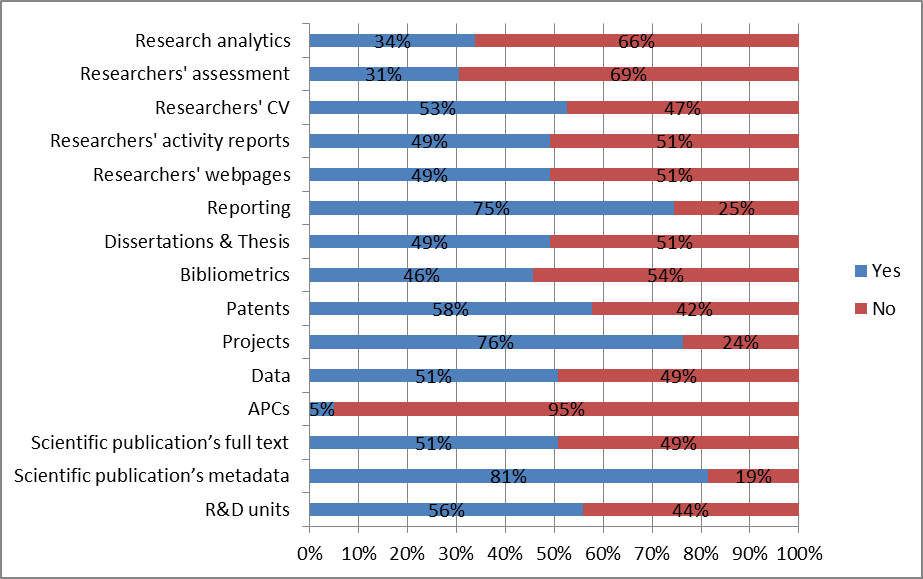 Research analytics 34% 66%
Researchers' assessment 31% 69%
Researchers' CV 53% 47%
Researchers' activity reports 49% 51%
Researchers' webpages 49% 51%
Reporting 75% 25%
Dissertations & Thesis 49% 51%
Bibliometrics 46% 54%
Patents 58% 42%
Projects 76% 24%
Data 51% 49%
APCs 5% 95%
Scientific publication’s full text 51% 49%
Scientific publication’s metadata 81% 19%
R&D units 56% 44%
0% 10% 20% 30% 40% 50% 60% 70% 80% 90% 100%
Yes
No